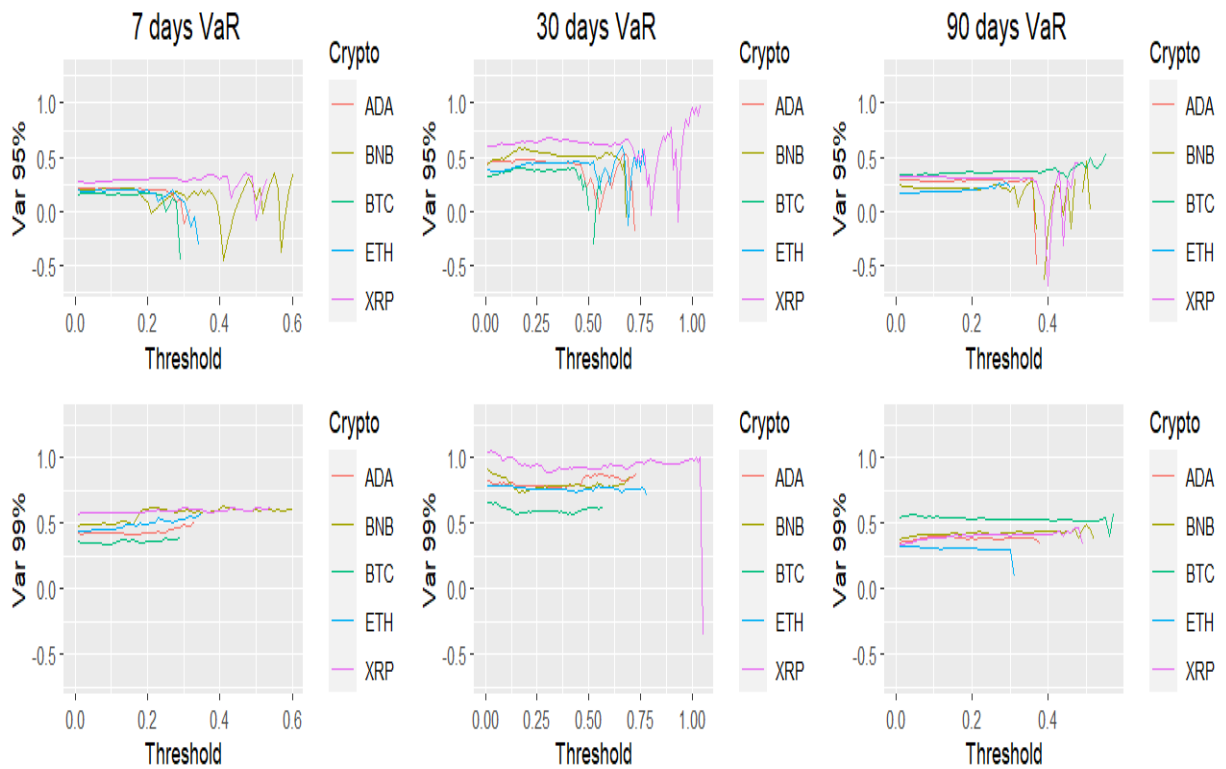 7 days VaR
Var 95%
1.0
0.5
0.0
-0.5
0.0 0.2 0.4 0.6
Threshold
Crypto
ADA
BNB
BTC
ETH
XRP
30 days VaR
Var 95%
1.0
0.5
0.0
-0.5
0.00 0.25 0.50 0.75 1.00
Threshold
Crypto
ADA
BNB
BTC
ETH
XRP
90 days VaR
Var 95%
1.0
0.5
0.0
-0.5
0.0 0.4
Threshold
Crypto
ADA
BNB
BTC
ETH
XRP
Var 99%
1.0
0.5
0.0
-0.5
0.0 0.2 0.4 0.6
Threshold
Crypto
ADA
BNB
BTC
ETH
XRP
Var 99%
1.0
0.5
0.0
-0.5
0.00 0.25 0.50 0.75 1.00
Threshold
Crypto
ADA
BNB
BTC
ETH
XRP
Var 99%
1.0
0.5
0.0
-0.5
0.0 0.4
Threshold
Crypto
ADA
BNB
BTC
ETH
XRP